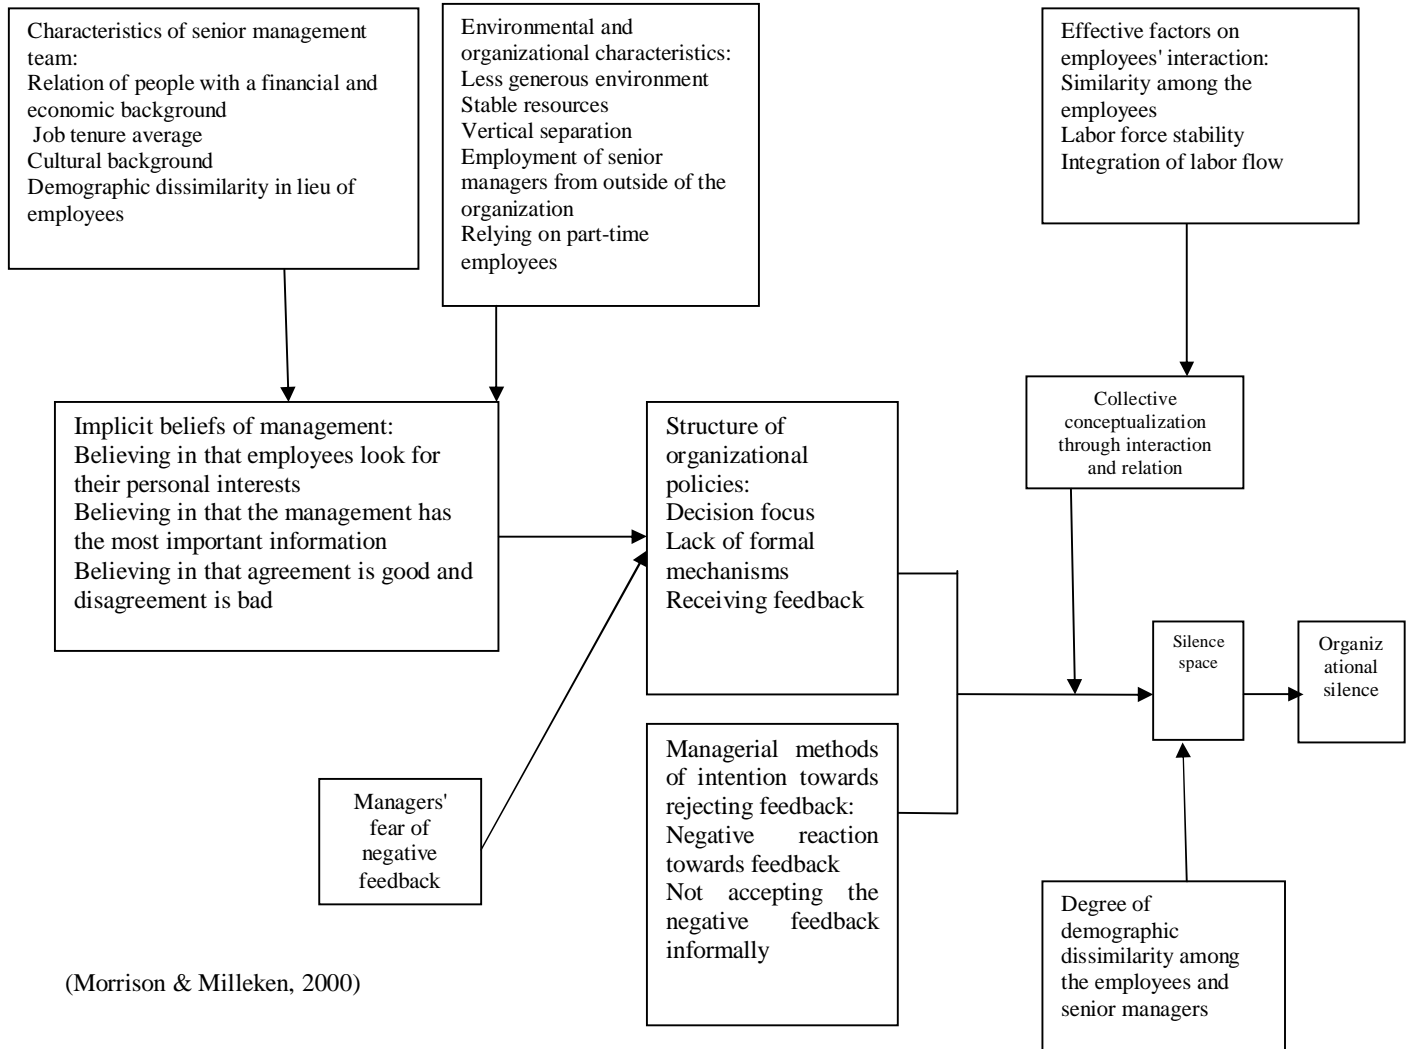 Characteristics of senior management
team:
Relation of people with a financial and
economic background
Job tenure average
Cultural background
Demographic dissimilarity in lieu of
employees
Environmental and
organizational characteristics:
Less generous environment
Stable resources
Vertical separation
Employment of senior
managers from outside of the
organization
Relying on part-time
employees
Effective factors on
employees' interaction:
Similarity among the
employees
Labor force stability
Integration of labor flow
Implicit beliefs of management:
Believing in that employees look for
their personal interests
Believing in that the management has
the most important information
Believing in that agreement is good and
disagreement is bad
Structure of
organizational
policies:
Decision focus
Lack of formal
mechanisms
Receiving feedback
Collective
conceptualization
through interaction
and relation
Silence
space
Organiz
ational
silence
Managers'
fear of
negative
feedback
Managerial methods
of intention towards
rejecting feedback:
Negative reaction
towards feedback
Not accepting the
negative feedback
informally
Degree of
demographic
dissimilarity among
the employees and
senior managers
(Morrison & Milleken, 2000)